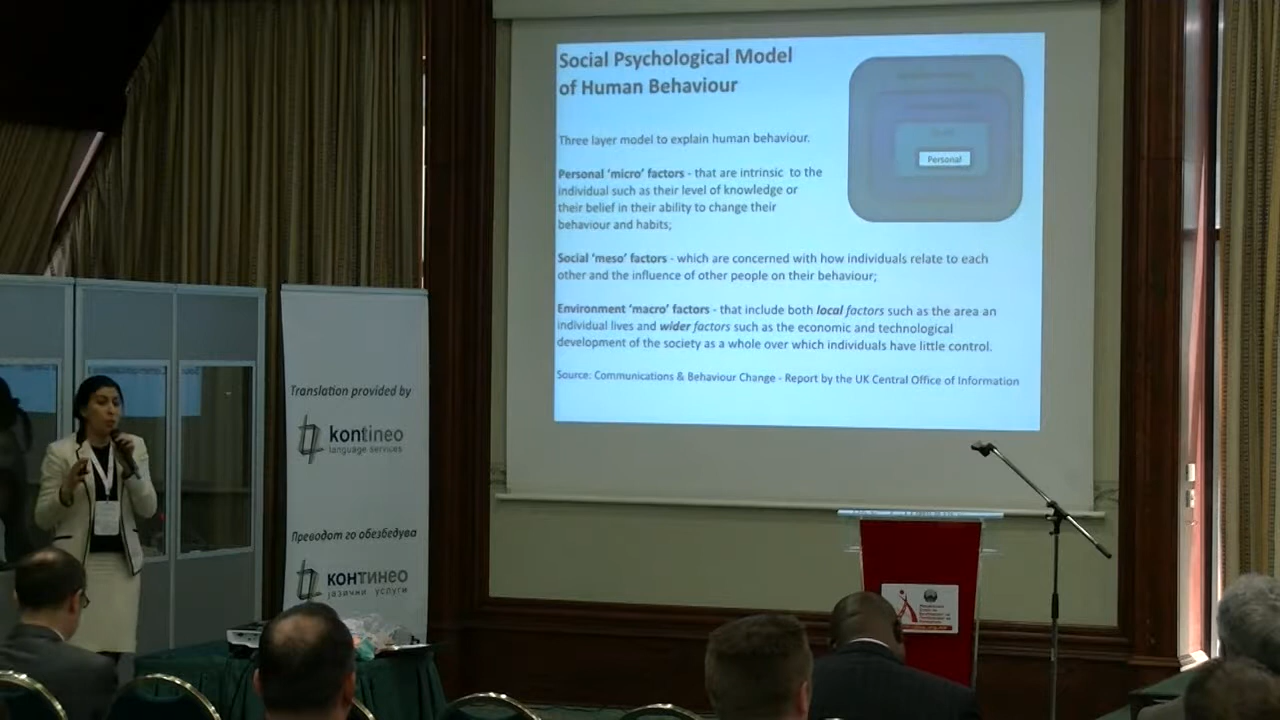 Social Psychological Model
of Human Behaviour
Three layer model to explain human behaviour.
Personal 'micro' factors - that are intrinsic to the
individual such as their level of knowledge or
their belief in their ability to change their
behaviour and habits;
Social 'meso' factors - which are concerned with how individuals relate to each
other and the influence of other people on their behaviour;
Environment 'macro' factors - that include both local factors such as the area an
individual lives and wider factors such as the economic and technological
development of the society as a whole over which individuals have little control.
Source: Communications & Behaviour Change - Report by the UK Central Office of Information
Personal
Translation provided by
kontineo
language services
Преводот го обезбедува
континео
јазични услуги